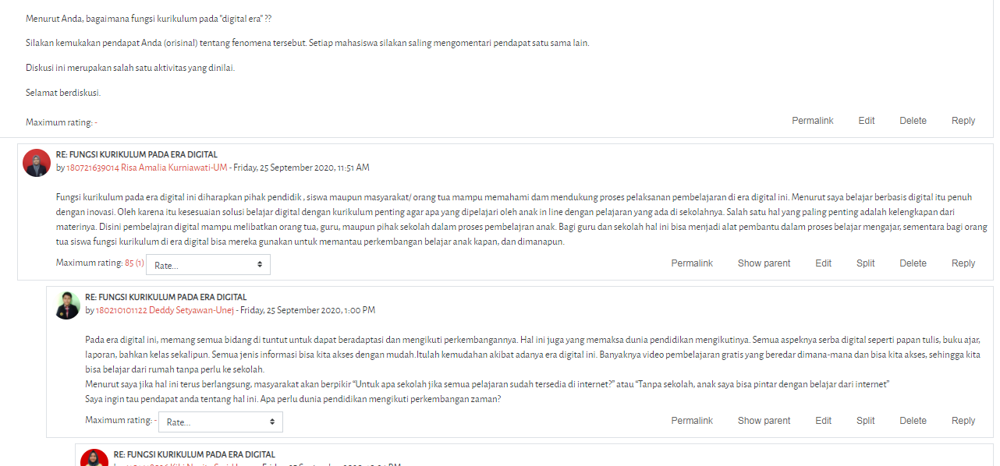 Menurut Anda, bagaimana fungsi kurikulum pada "digital era" ??
Silakan kemukakan pendapat Anda (orisinal) tentang fenomena tersebut. Setiap mahasiswa silakan saling mengomentari pendapat satu sama lain.
Diskusi ini merupakan salah satu aktivitas yang dinilai.
Selamat berdiskusi.
Maximum rating: -
Permalink Edit Delete Reply
RE: FUNGSI KURIKULUM PADA ERA DIGITAL
by 180721639014 Risa Amalia Kurniawati-UM - Friday, 25 September 2020, 11:51 AM
Fungsi kurikulum pada era digital ini diharapkan pihak pendidik , siswa maupun masyarakat/ orang tua mampu memahami dam mendukung proses pelaksanan pembelajaran di era digital ini. Menurut saya belajar berbasis digital itu penuh
dengan inovasi. Oleh karena itu kesesuaian solusi belajar digital dengan kurikulum penting agar apa yang dipelajari oleh anak in line dengan pelajaran yang ada di sekolahnya. Salah satu hal yang paling penting adalah kelengkapan dari
materinya. Disini pembelajran digital mampu melibatkan orang tua, guru, maupun pihak sekolah dalam proses pembelajran anak. Bagi guru dan sekolah hal ini bisa menjadi alat pembantu dalam proses belajar mengajar, sementara bagi orang
tua siswa fungsi kurikulum di era digital bisa mereka gunakan untuk memantau perkembangan belajar anak kapan, dan dimanapun.
Maximum rating: 85 (1) Rate...
Permalink Show parent Edit Split Delete Reply
RE: FUNGSI KURIKULUM PADA ERA DIGITAL
by 180210101122 Deddy Setyawan-Unej - Friday, 25 September 2020, 1:00 PM
Pada era digital ini, memang semua bidang di tuntut untuk dapat beradaptasi dan mengikuti perkembangannya. Hal ini juga yang memaksa dunia pendidikan mengikutinya. Semua aspeknya serba digital seperti papan tulis, buku ajar,
laporan, bahkan kelas sekalipun. Semua jenis informasi bisa kita akses dengan mudah.Itulah kemudahan akibat adanya era digital ini. Banyaknya video pembelajaran gratis yang beredar dimana-mana dan bisa kita akses, sehingga kita
bisa belajar dari rumah tanpa perlu ke sekolah.
Menurut saya jika hal ini terus berlangsung, masyarakat akan berpikir “Untuk apa sekolah jika semua pelajaran sudah tersedia di internet?” atau “Tanpa sekolah, anak saya bisa pintar dengan belajar dari internet”
Saya ingin tau pendapat anda tentang hal ini. Apa perlu dunia pendidikan mengikuti perkembangan zaman?
Maximum rating: - Rate...
Permalink Show parent Edit Split Delete Reply
RE: FUNGSI KURIKULUM PADA ERA DIGITAL